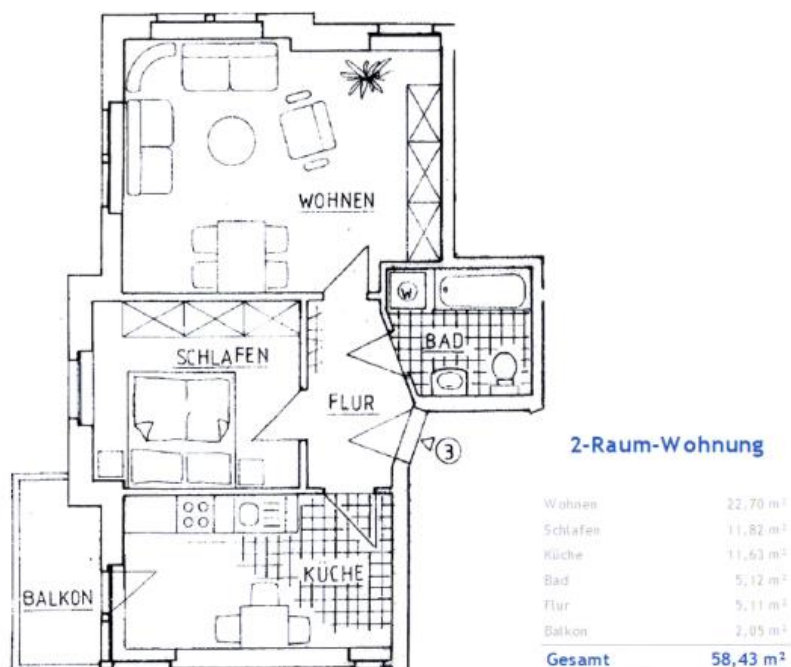 WOHNEN
SCHLAFEN
W
BAD
FLUR
3
KÜCHE
BALKON
2-Raum-Wohnung
Wohnen 22,70 m²
Schlafen 11,82 m²
Küche 11,63 m²
Bad 5,12 m²
Flur 5,11 m²
Balkon 2,05 m²
Gesamt 58,43 m²